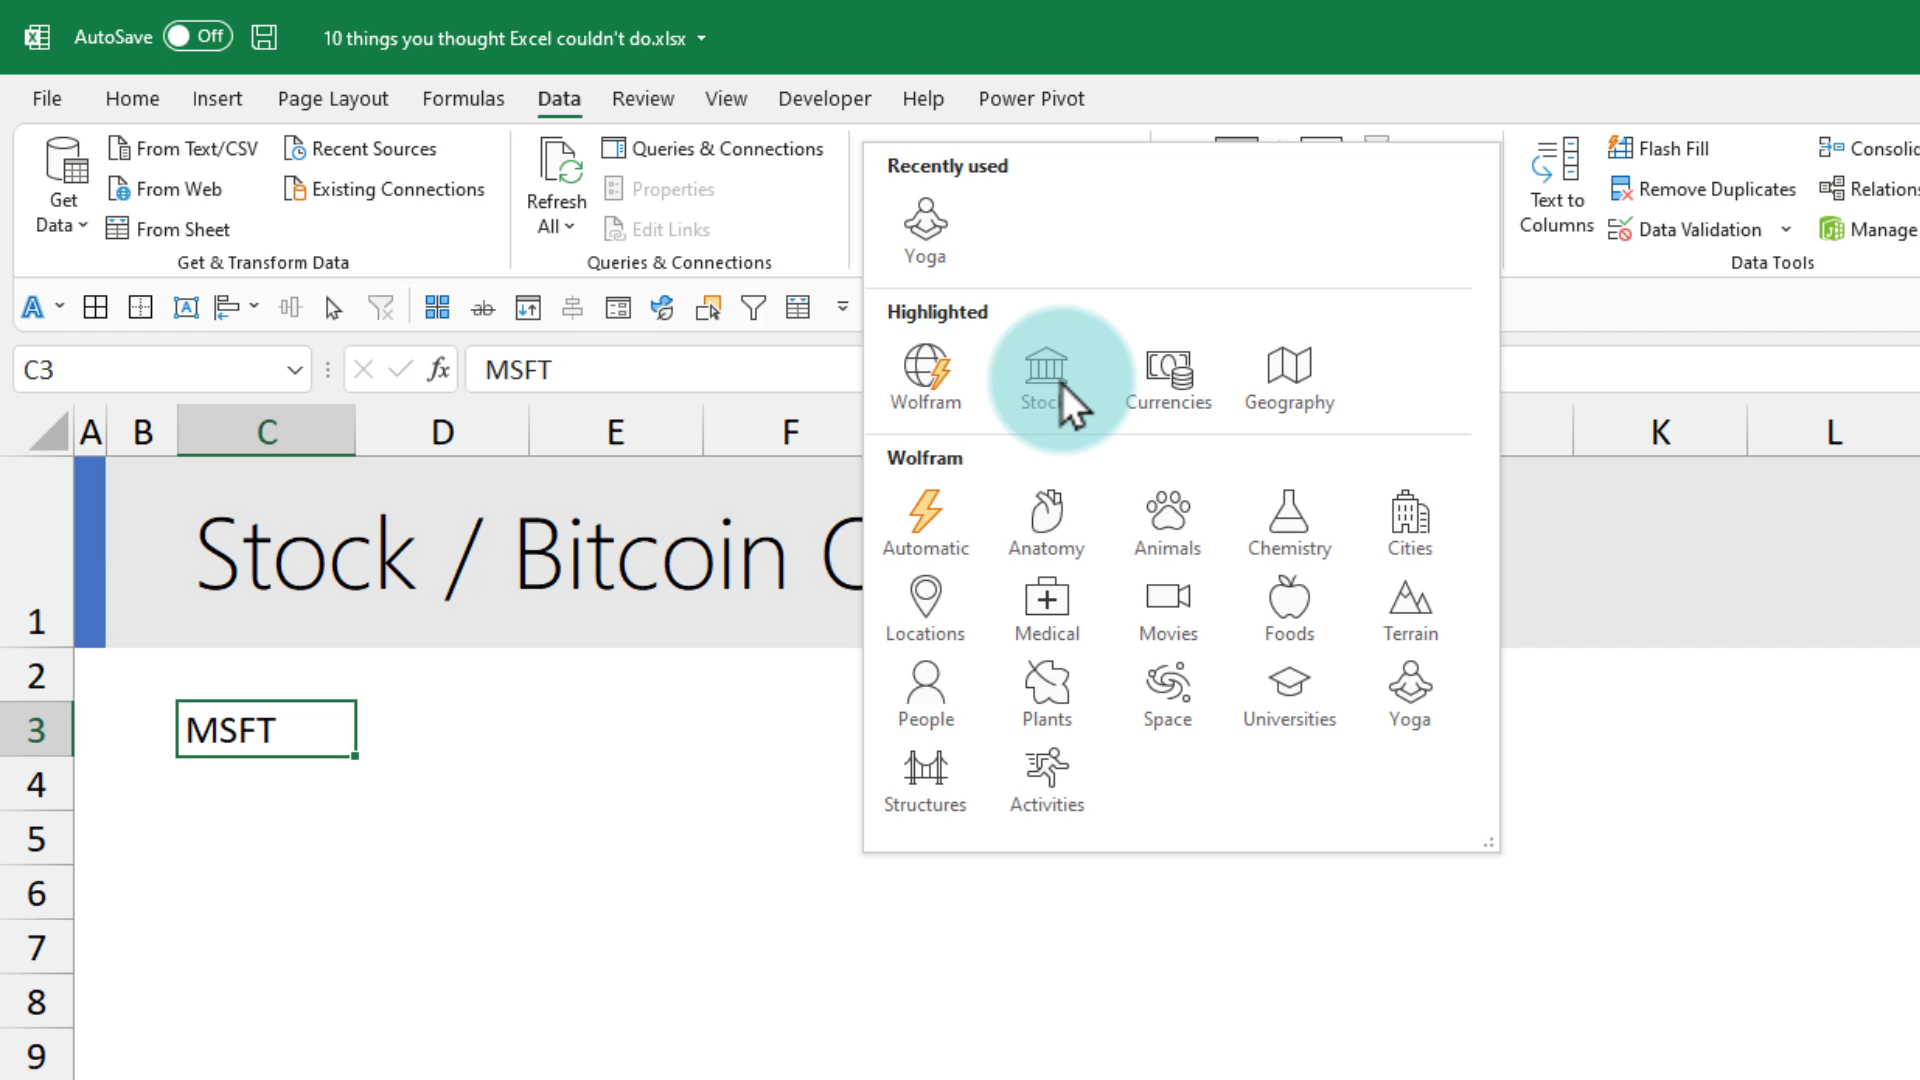 AutoSave Off 10 things you thought Excel couldn't do.xlsx
File Home Insert Page Layout Formulas Data Review View Developer Help Power Pivot
Get Data
From Text/CSV
From Web
From Sheet
Recent Sources
Existing Connections
Get & Transform Data
Refresh All
Queries & Connections
Properties
Edit Links
Queries & Connections
Text to Columns
Flash Fill
Remove Duplicates
Data Validation
Consolid
Relations
Manage
Data Tools
A ab
C3 fx MSFT
Recently used
Yoga
Highlighted
Wolfram Stoc Currencies Geography
Wolfram
Automatic Anatomy Animals Chemistry Cities
Locations Medical Movies Foods Terrain
People Plants Space Universities Yoga
Structures Activities
A B C D E F K L
1 Stock / Bitcoin
2
3 MSFT
4
5
6
7
8
9